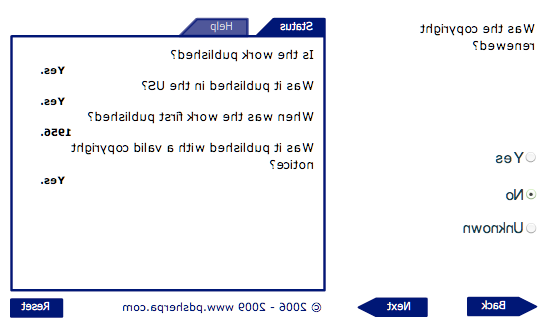 Was the copyright
renewed?
Yes
No
Unknown
Back
Next
Status
Help
Is the work published?
Yes.
Was it published in the US?
Yes.
When was the work first published?
1956.
Was it published with a valid copyright
notice?
Yes.
© 2006 - 2009 www.pdsherpa.com
Reset